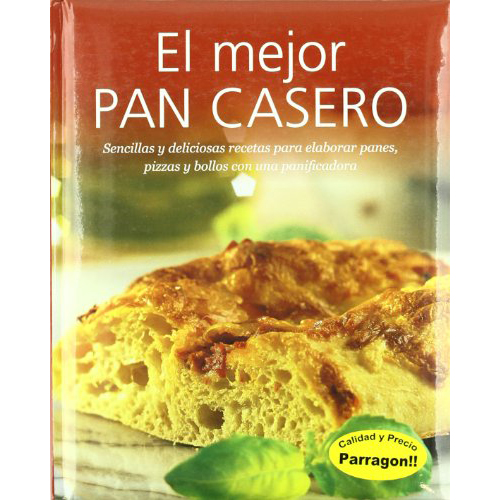 El mejor
PAN CASERO
Sencillas y deliciosas recetas para elaborar panes,
pizzas y bollos con una panificadora
Calidad y Precio
Parragon!!